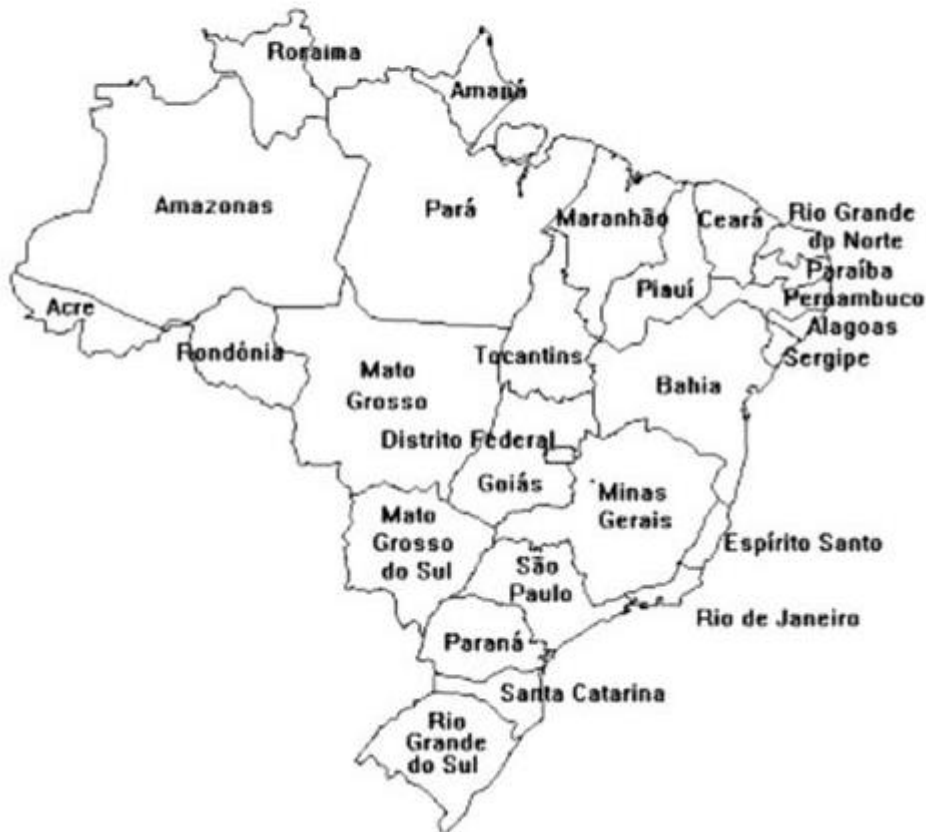 Roraima
Amaná
Amazonas
Pará
Maranhão
Ceará
Rio Grande
do Norte
Paraíba
Piauí
Pernambuco
Acre
Alagoas
Rondônia
Tocantins
Sergipe
Mato
Grosso
Bahia
Distrito Federal
Goiás
Minas
Gerais
Mato
Grosso
do Sul
Espírito Santo
São
Paulo
Rio de Janeiro
Paraná
Santa Catarina
Rio
Grande
do Sul